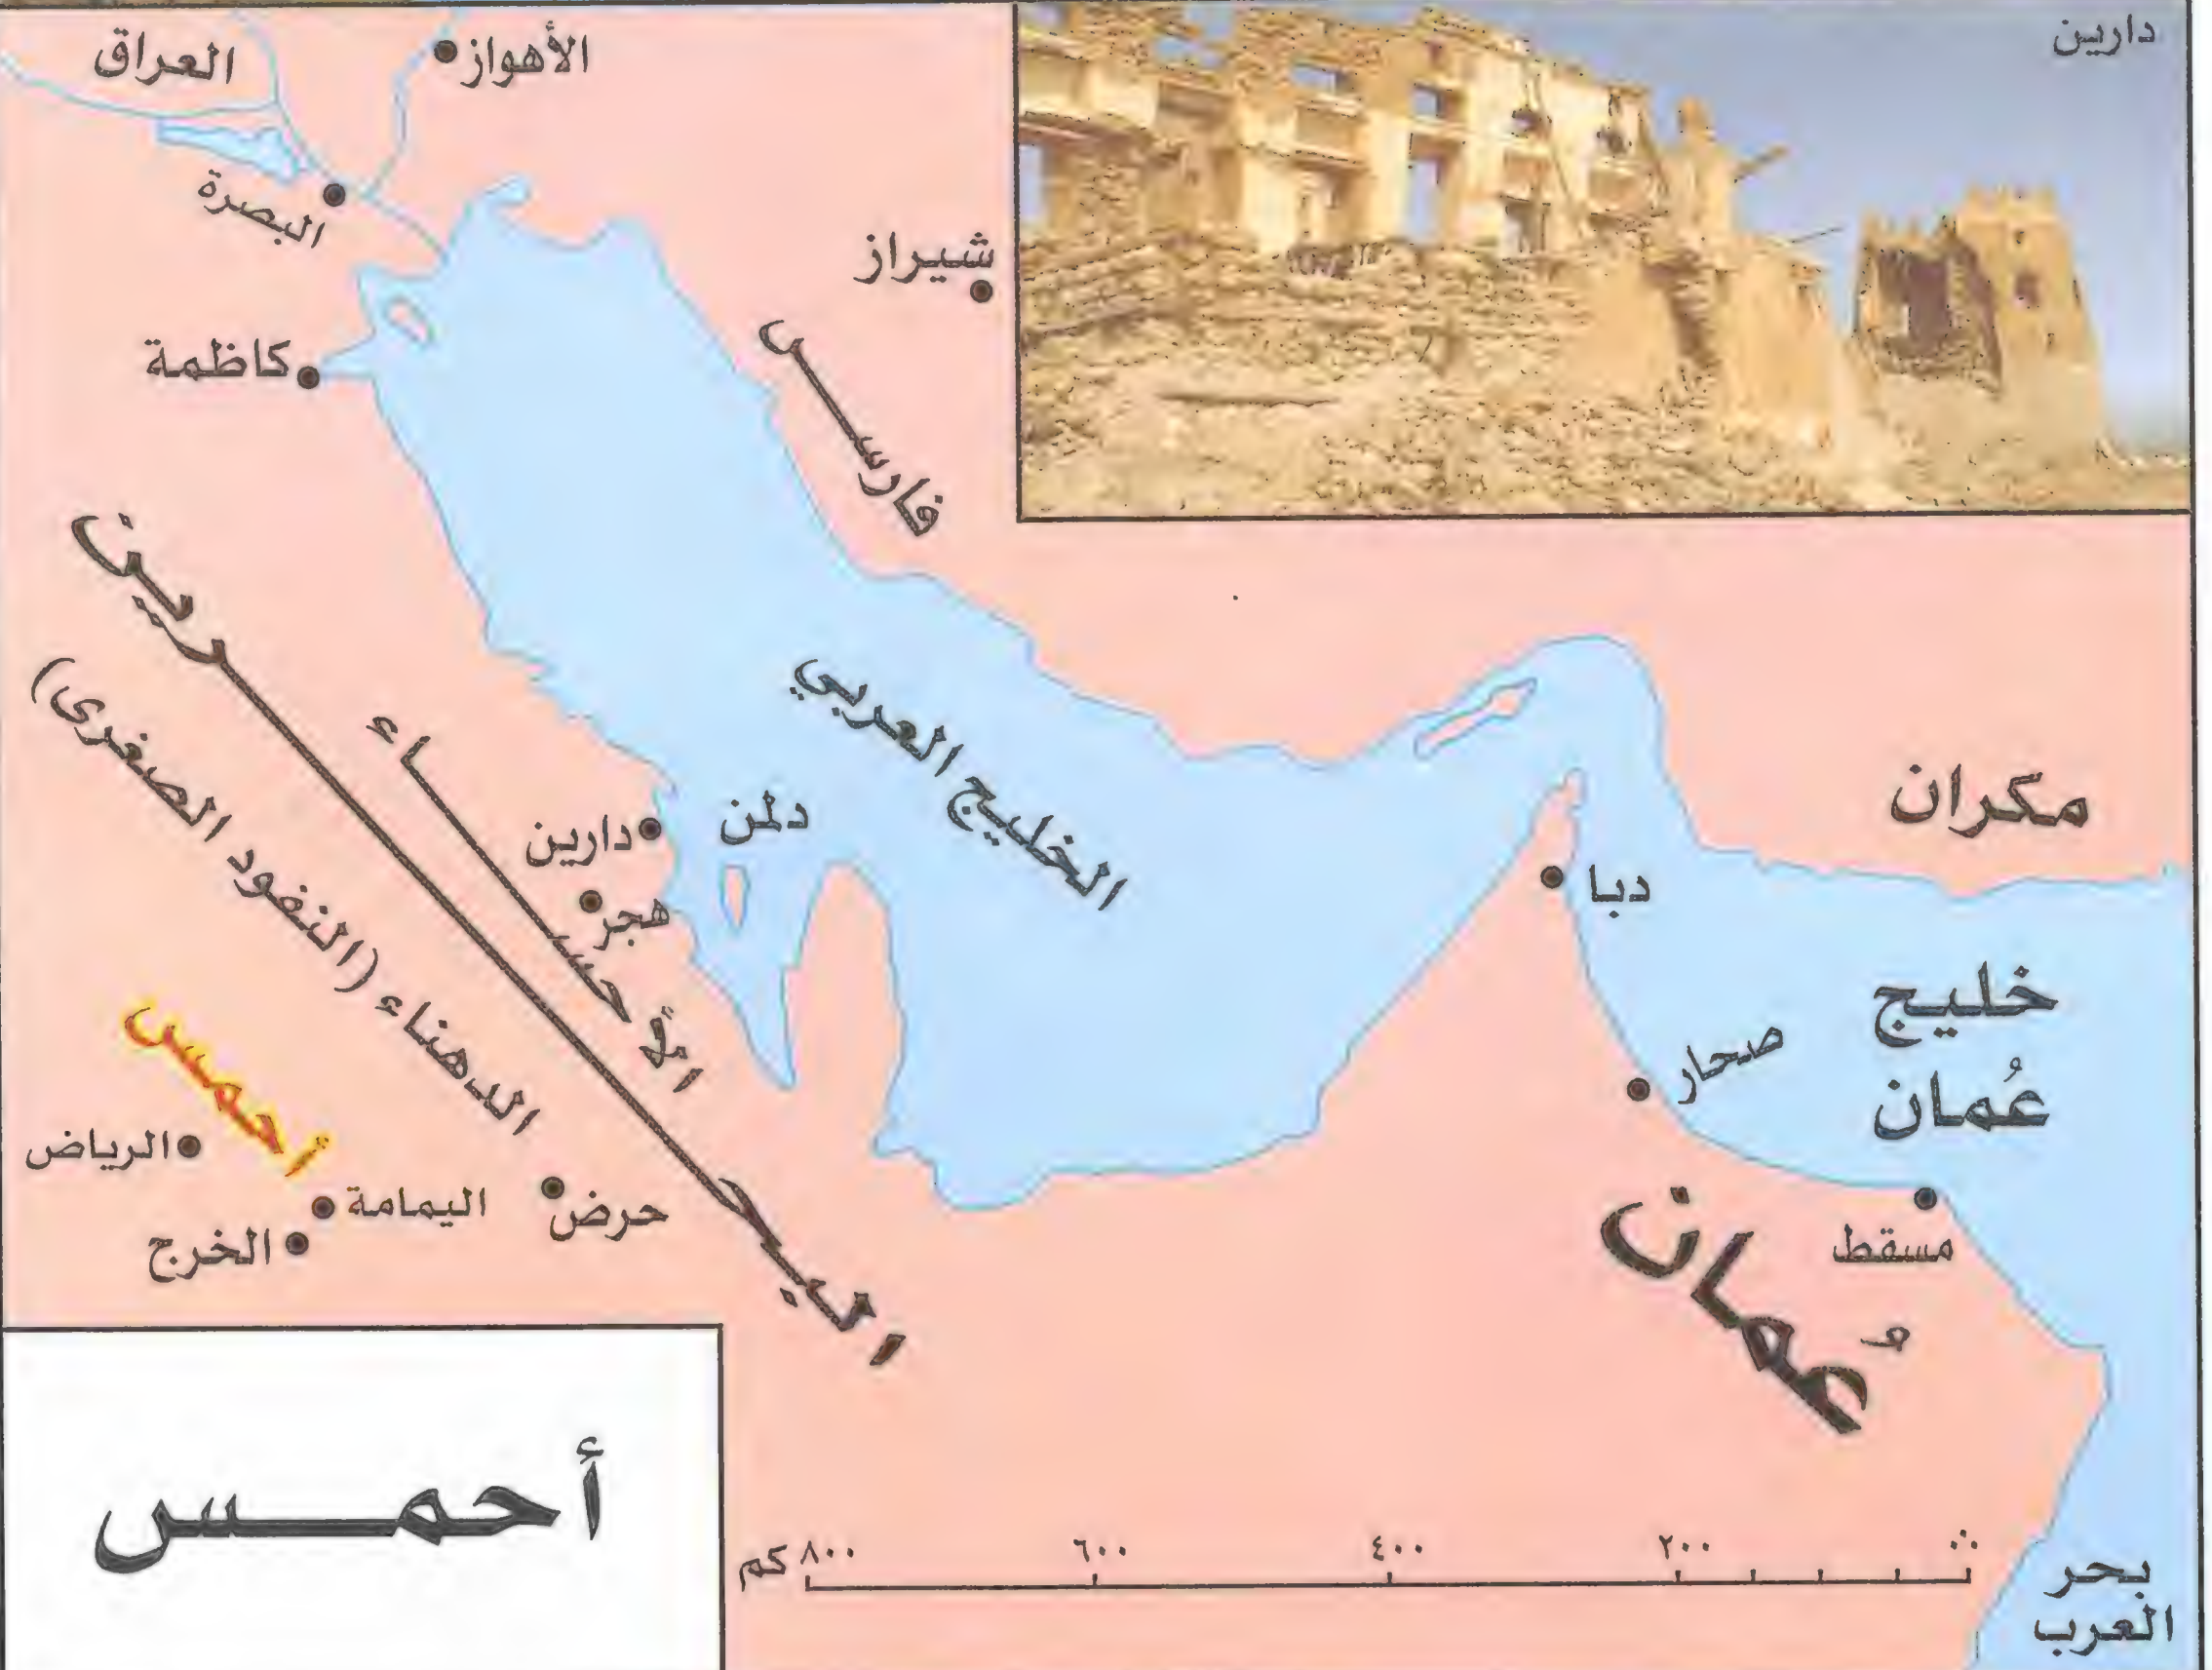 دارين
العراق
الأهواز
البصرة
شيراز
كاظمة
فارس
البحرين
الأحساء
الدهناء (النفود الصغرى)
الخليج العربي
دلمن
دارين
هجر
مكران
دبا
خليج
عُمان
صحار
مسقط
عُمان
أحمس
الرياض
اليمامة
حرض
الخرج
أحمس
كم ٨٠٠ ٦٠٠ ٤٠٠ ٢٠٠ ٠
بحر
العرب